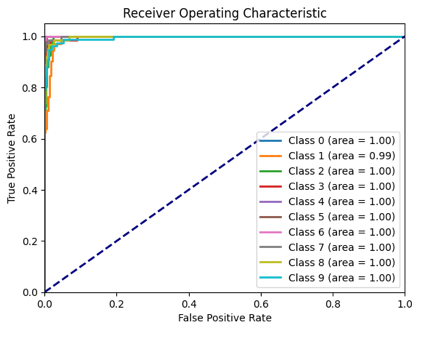 Receiver Operating Characteristic
True Positive Rate
1.0
0.8
0.6
0.4
0.2
0.0
Class 0 (area = 1.00)
Class 1 (area = 0.99)
Class 2 (area = 1.00)
Class 3 (area = 1.00)
Class 4 (area = 1.00)
Class 5 (area = 1.00)
Class 6 (area = 1.00)
Class 7 (area = 1.00)
Class 8 (area = 1.00)
Class 9 (area = 1.00)
0.0 0.2 0.4 0.6 0.8 1.0
False Positive Rate